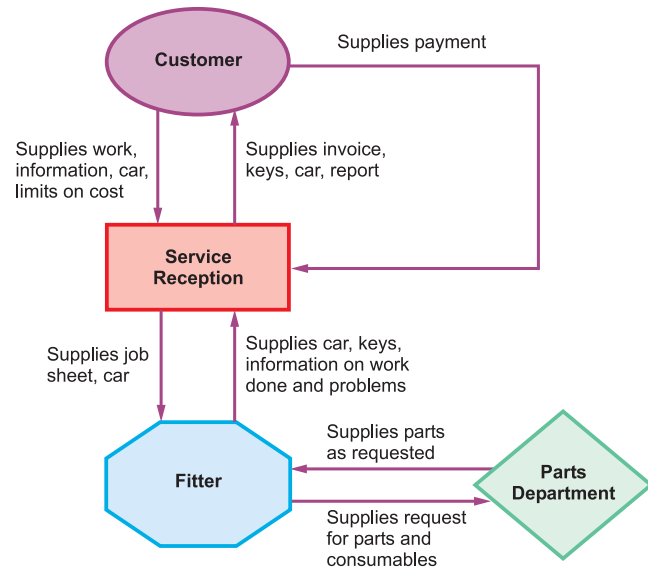 Customer
Supplies payment
Supplies work,
information, car,
limits on cost
Supplies invoice,
keys, car, report
Service
Reception
Supplies job
sheet, car
Supplies car, keys,
information on work
done and problems
Fitter
Supplies parts
as requested
Parts
Department
Supplies request
for parts and
consumables